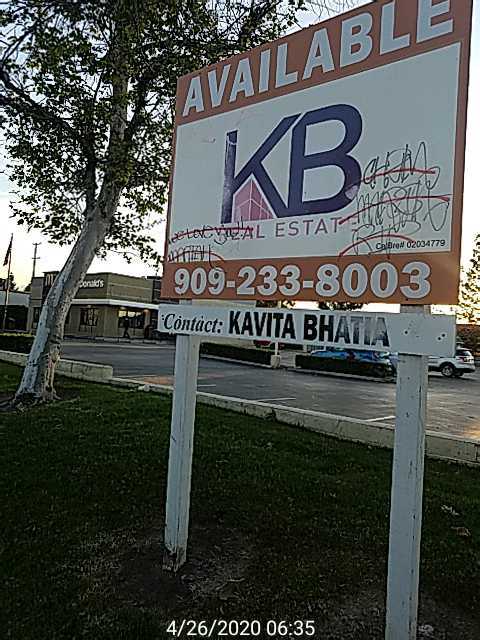 AVAILABLE
KB
REAL ESTATE
CalBre# 02034779
909-233-8003
Contact: KAVITA BHATIA
McDonald's
4/26/2020 06:35